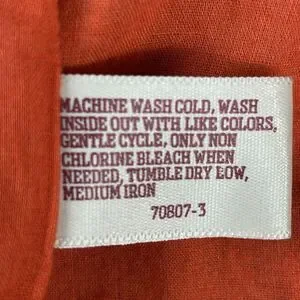 MACHINE WASH COLD, WASH
INSIDE OUT WITH LIKE COLORS,
GENTLE CYCLE, ONLY NON
CHLORINE BLEACH WHEN
NEEDED, TUMBLE DRY LOW,
MEDIUM IRON
70807-3